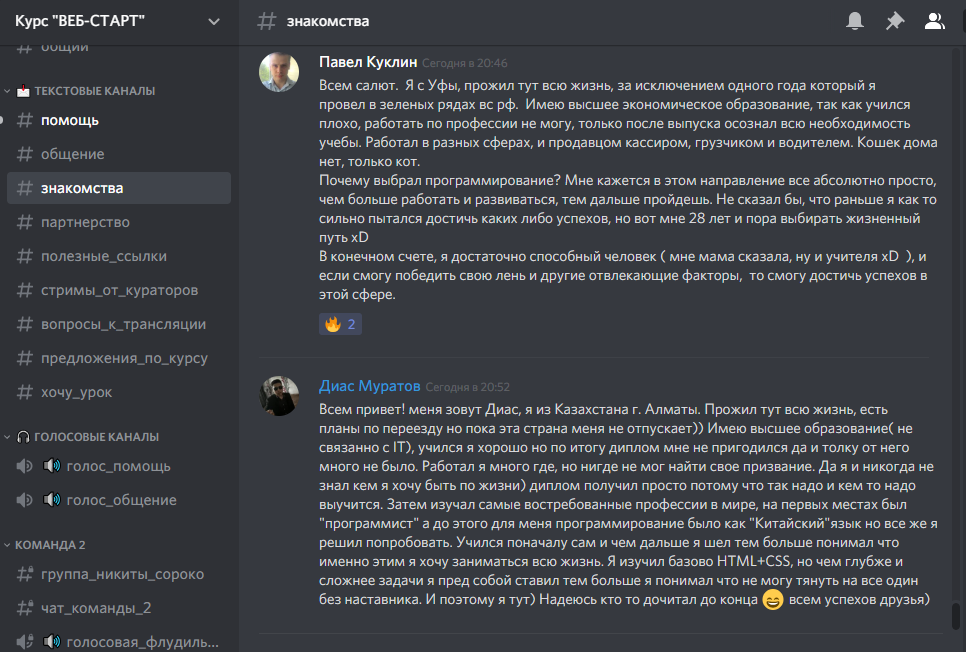 Курс "ВЕБ-СТАРТ"
общий
ТЕКСТОВЫЕ КАНАЛЫ
# помощь
# общение
# знакомства
# партнерство
# полезные_ссылки
# стримы_от_кураторов
# вопросы_к_трансляции
# предложения_по_курсу
# хочу_урок
ГОЛОСОВЫЕ КАНАЛЫ
голос_помощь
голос_общение
КОМАНДА 2
# группа_никиты_сороко
# чат_команды_2
голосовая_флудиль...
# знакомства
Павел Куклин Сегодня в 20:46
Всем салют.  Я с Уфы, прожил тут всю жизнь, за исключением одного года который я
провел в зеленых рядах вс рф.  Имею высшее экономическое образование, так как учился
плохо, работать по профессии не могу, только после выпуска осознал всю необходимость
учебы. Работал в разных сферах, и продавцом кассиром, грузчиком и водителем. Кошек дома
нет, только кот.
Почему выбрал программирование? Мне кажется в этом направление все абсолютно просто,
чем больше работать и развиваться, тем дальше пройдешь. Не сказал бы, что раньше я как то
сильно пытался достичь каких либо успехов, но вот мне 28 лет и пора выбирать жизненный
путь xD
В конечном счете, я достаточно способный человек ( мне мама сказала, ну и учителя xD  ), и
если смогу победить свою лень и другие отвлекающие факторы,  то смогу достичь успехов в
этой сфере.
🔥 2
Диас Муратов Сегодня в 20:52
Всем привет! меня зовут Диас, я из Казахстана г. Алматы. Прожил тут всю жизнь, есть
планы по переезду но пока эта страна меня не отпускает)) Имею высшее образование( не
связанно с IT), учился я хорошо но по итогу диплом мне не пригодился да и толку от него
много не было. Работал я много где, но нигде не мог найти свое призвание. Да я и никогда не
знал кем я хочу быть по жизни) диплом получил просто потому что так надо и кем то надо
выучится. Затем изучал самые востребованные профессии в мире, на первых местах был
"программист" а до этого для меня программирование было как "Китайский"язык но все же я
решил попробовать. Учился поначалу сам и чем дальше я шел тем больше понимал что
именно этим я хочу заниматься всю жизнь. Я изучил базово HTML+CSS, но чем глубже и
сложнее задачи я пред собой ставил тем больше я понимал что не могу тянуть на все один
без наставника. И поэтому я тут) Надеюсь кто то дочитал до конца 😄 всем успехов друзья)